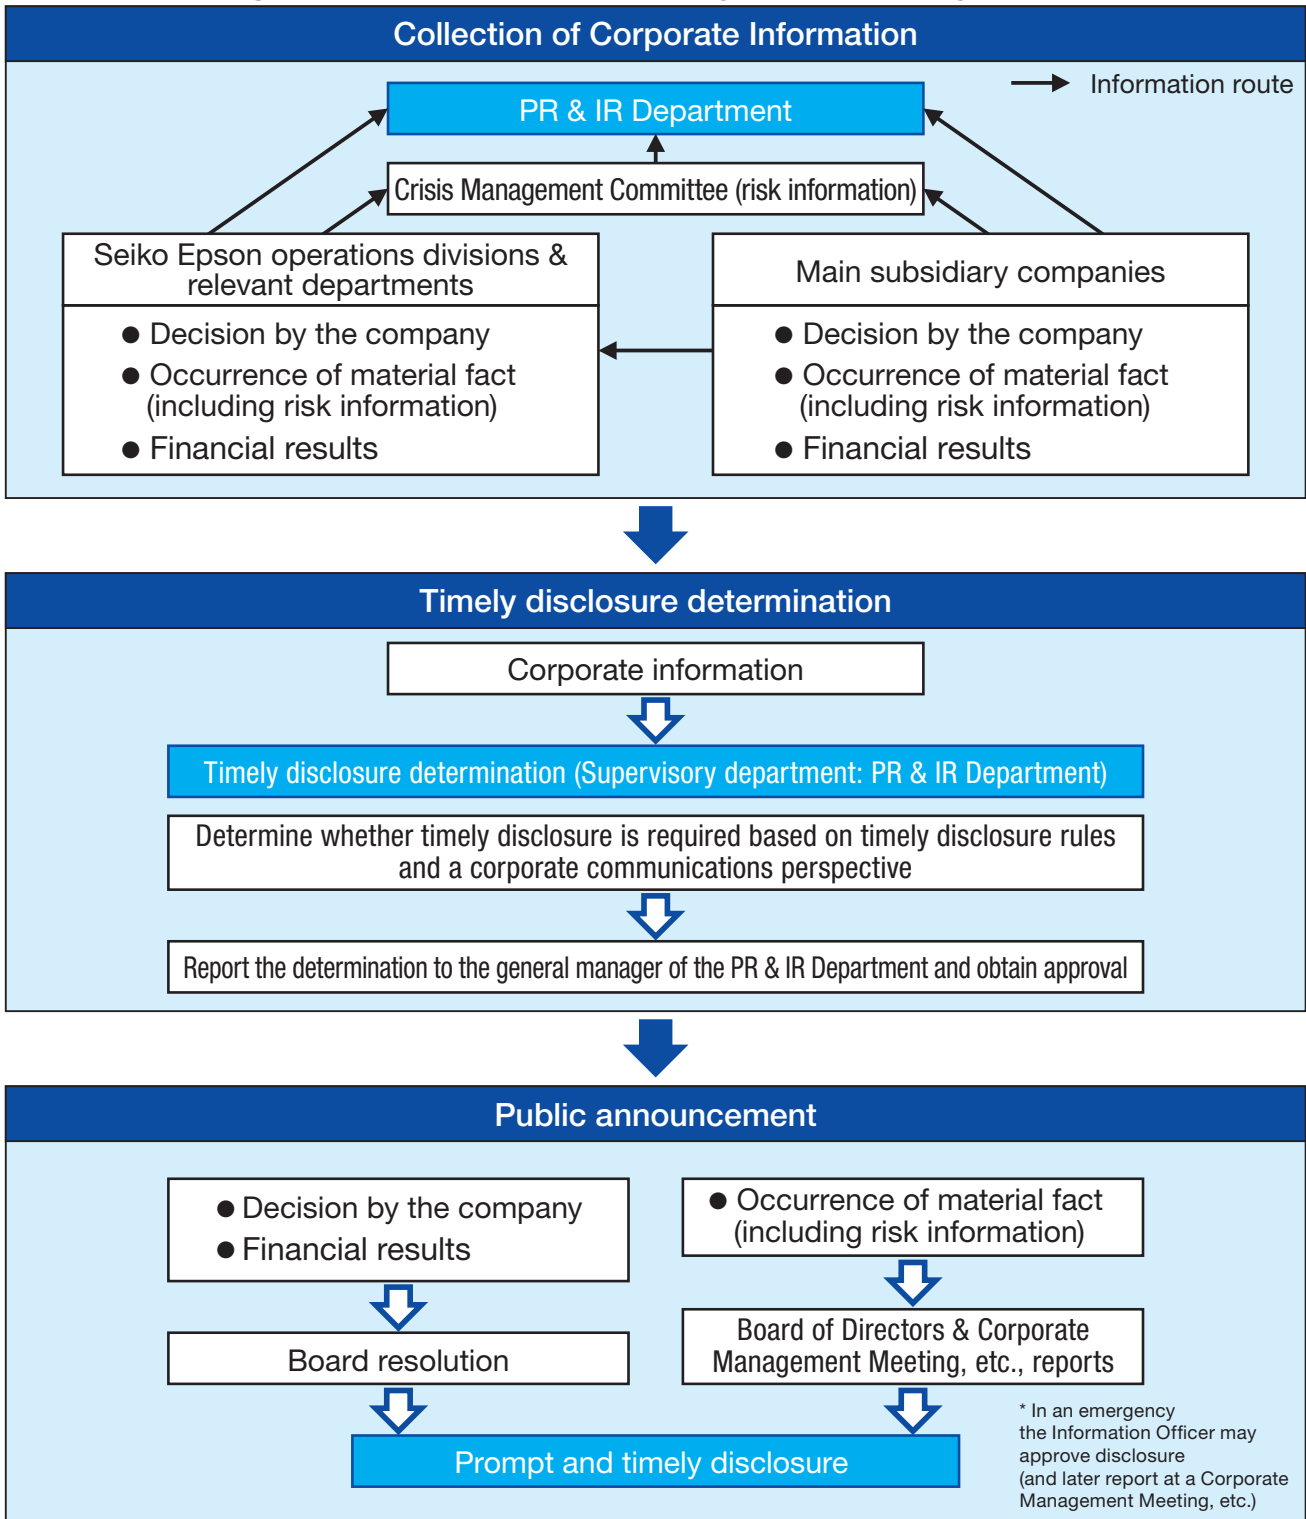 Collection of Corporate Information
Information route
PR & IR Department
Crisis Management Committee (risk information)
Seiko Epson operations divisions &
relevant departments
● Decision by the company
● Occurrence of material fact
(including risk information)
● Financial results
Main subsidiary companies
● Decision by the company
● Occurrence of material fact
(including risk information)
● Financial results
Timely disclosure determination
Corporate information
Timely disclosure determination (Supervisory department: PR & IR Department)
Determine whether timely disclosure is required based on timely disclosure rules
and a corporate communications perspective
Report the determination to the general manager of the PR & IR Department and obtain approval
Public announcement
● Decision by the company
● Financial results
Board resolution
● Occurrence of material fact
(including risk information)
Board of Directors & Corporate
Management Meeting, etc., reports
Prompt and timely disclosure
* In an emergency
the Information Officer may
approve disclosure
(and later report at a Corporate
Management Meeting, etc.)